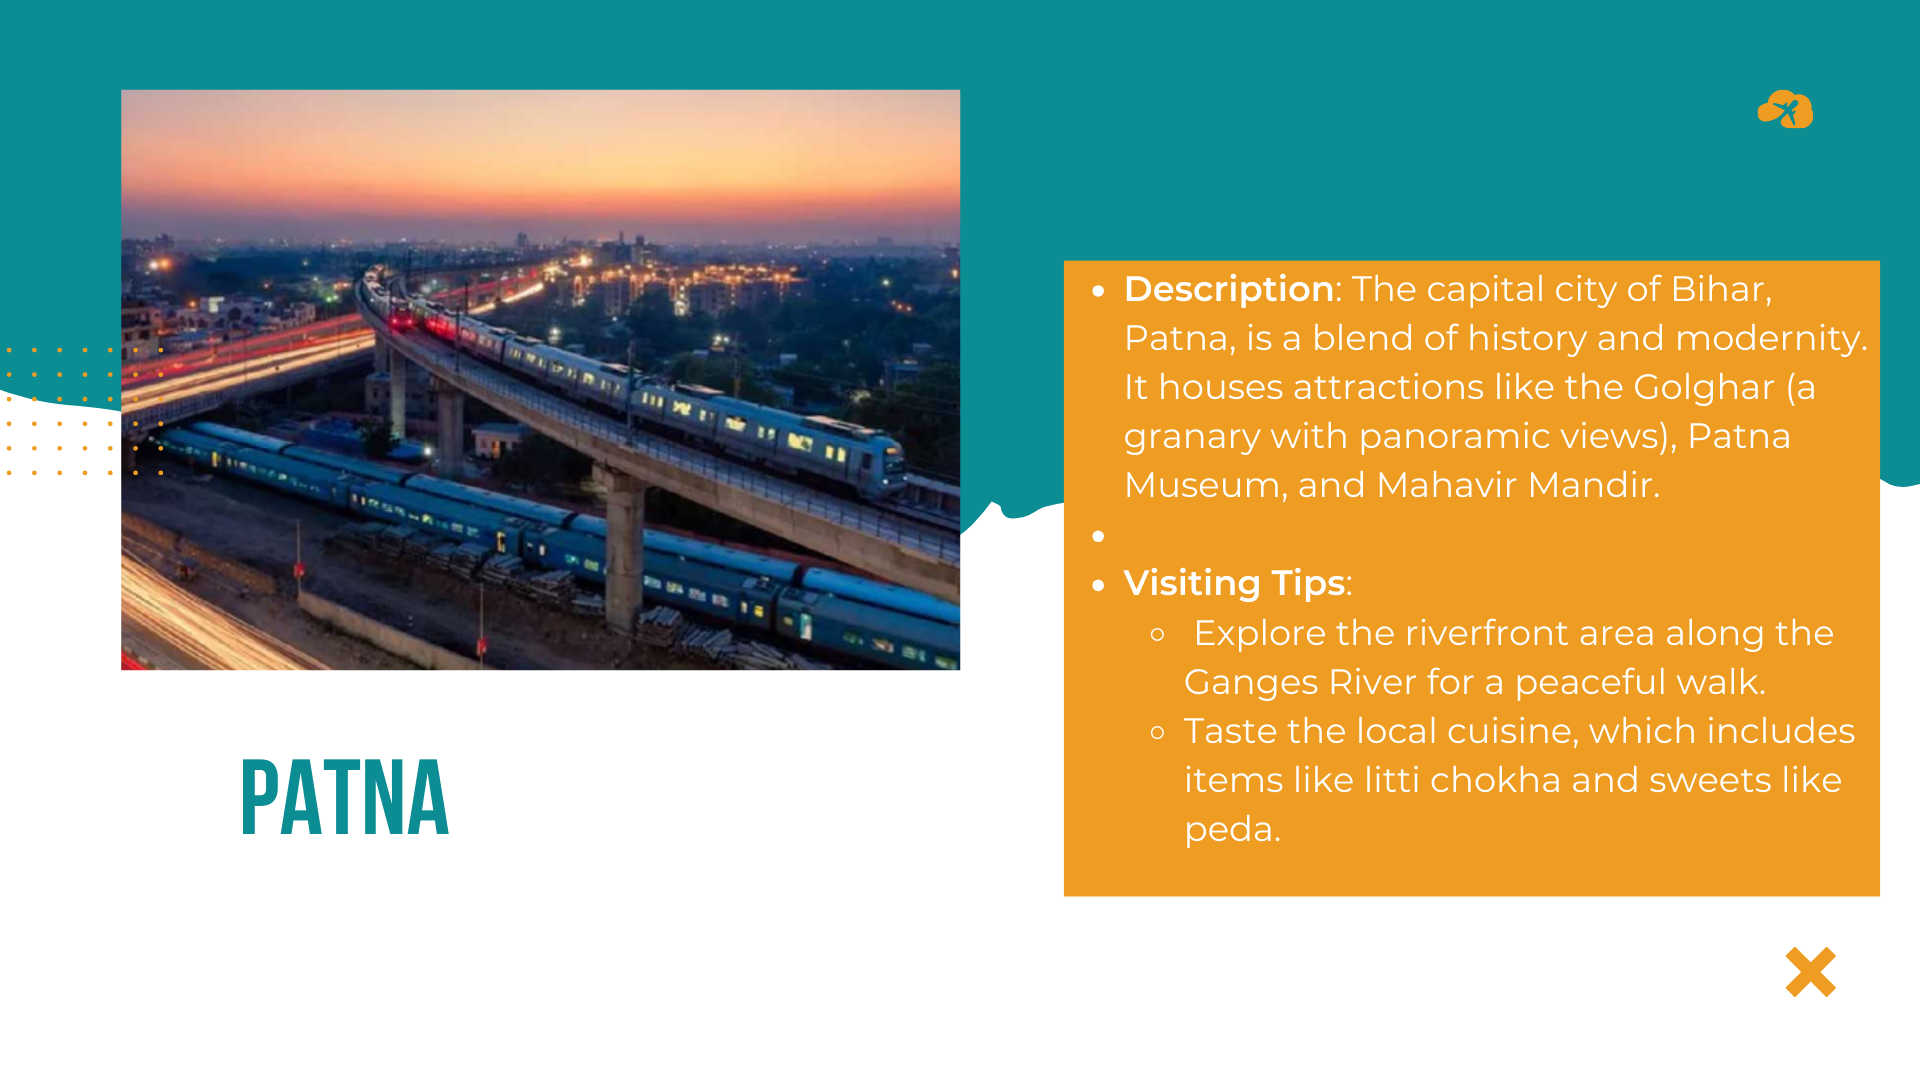 Description: The capital city of Bihar,
Patna, is a blend of history and modernity.
It houses attractions like the Golghar (a
granary with panoramic views), Patna
Museum, and Mahavir Mandir.
Visiting Tips:
Explore the riverfront area along the
Ganges River for a peaceful walk.
Taste the local cuisine, which includes
items like litti chokha and sweets like
peda.
PATNA